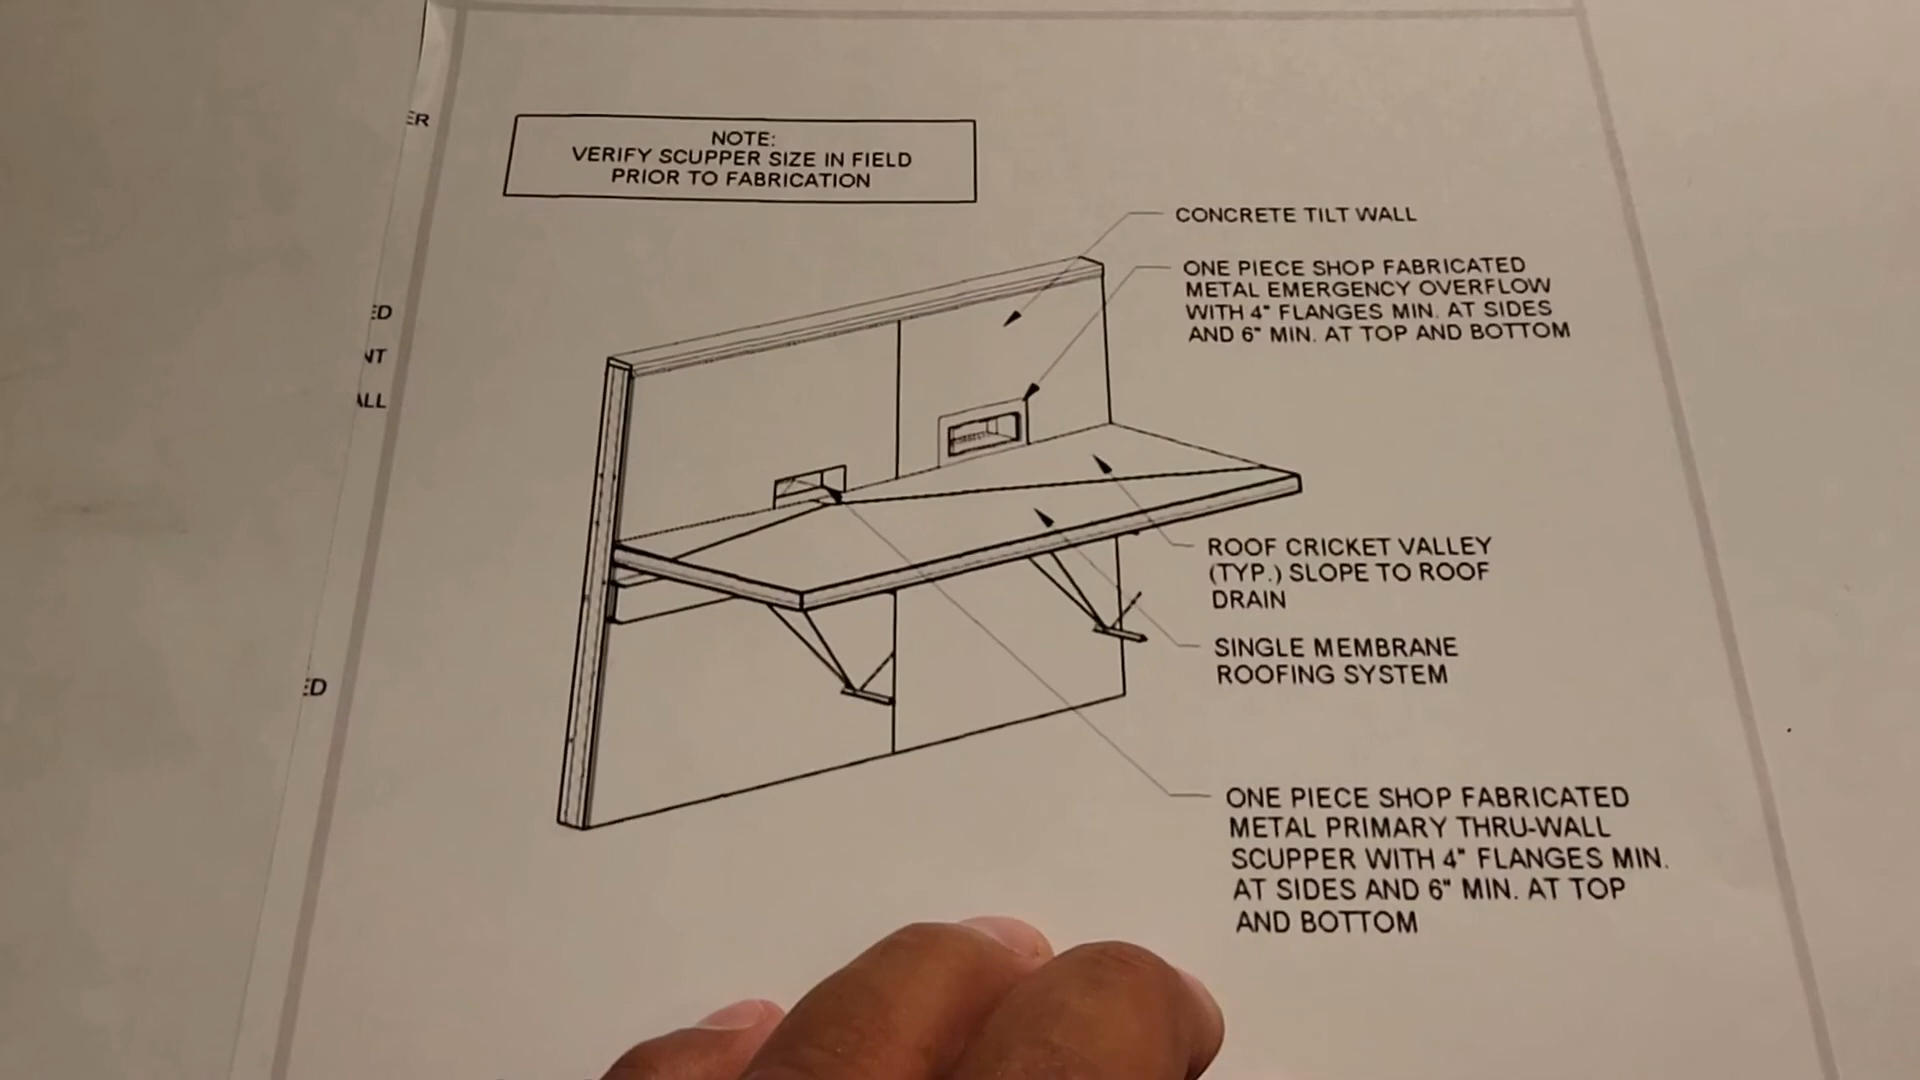 NOTE:
VERIFY SCUPPER SIZE IN FIELD
PRIOR TO FABRICATION
CONCRETE TILT WALL
ONE PIECE SHOP FABRICATED
METAL EMERGENCY OVERFLOW
WITH 4" FLANGES MIN. AT SIDES
AND 6" MIN. AT TOP AND BOTTOM
ROOF CRICKET VALLEY
(TYP.) SLOPE TO ROOF
DRAIN
SINGLE MEMBRANE
ROOFING SYSTEM
ONE PIECE SHOP FABRICATED
METAL PRIMARY THRU-WALL
SCUPPER WITH 4" FLANGES MIN.
AT SIDES AND 6" MIN. AT TOP
AND BOTTOM